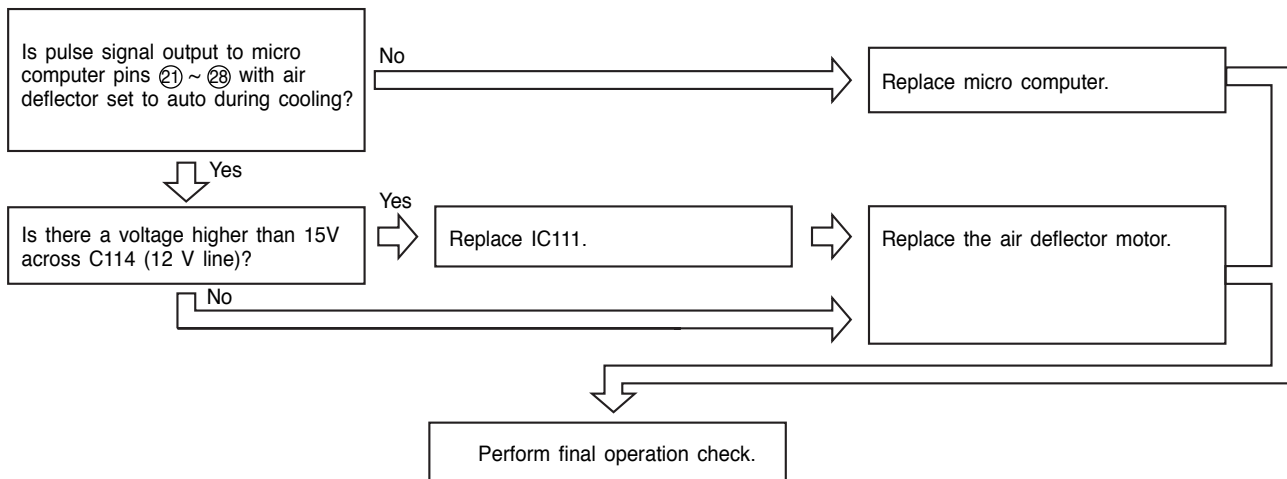 Is pulse signal output to micro
computer pins ㉑ ~ ㉘ with air
deflector set to auto during cooling?
No
Replace micro computer.
Yes
Is there a voltage higher than 15V
across C114 (12 V line)?
Yes
Replace IC111.
Replace the air deflector motor.
No
Perform final operation check.